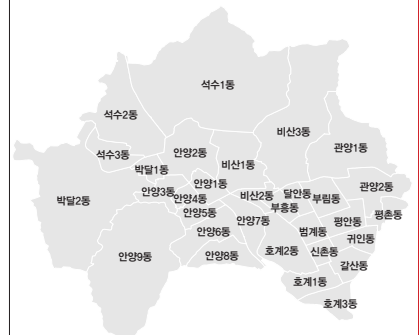 석수1동
석수2동
비산3동
관양1동
석수3동
안양2동
박달1동
비산1동
안양1동
관양2동
안양3동
안양4동
비산2동
달안동
부림동
박달2동
부흥동
평촌동
안양5동
안양7동
평안동
안양6동
범계동
귀인동
안양9동
안양8동
호계2동
신촌동
갈산동
호계1동
호계3동